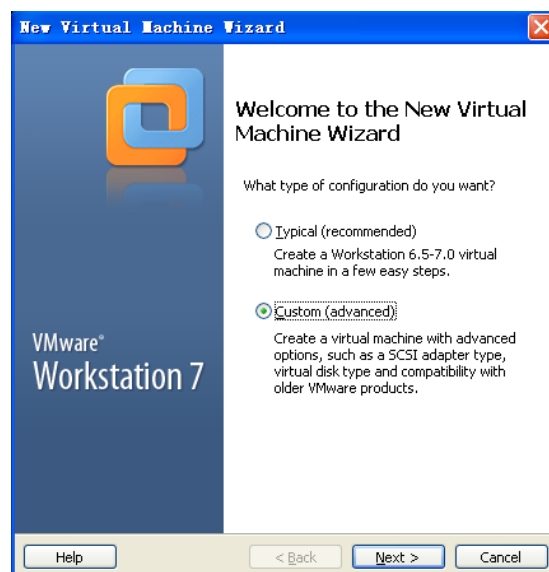 New Virtual Machine Wizard
Welcome to the New Virtual
Machine Wizard
What type of configuration do you want?
Typical (recommended)
Create a Workstation 6.5-7.0 virtual
machine in a few easy steps.
Custom (advanced)
Create a virtual machine with advanced
options, such as a SCSI adapter type,
virtual disk type and compatibility with
older VMware products.
VMware®
Workstation 7
Help
< Back
Next >
Cancel